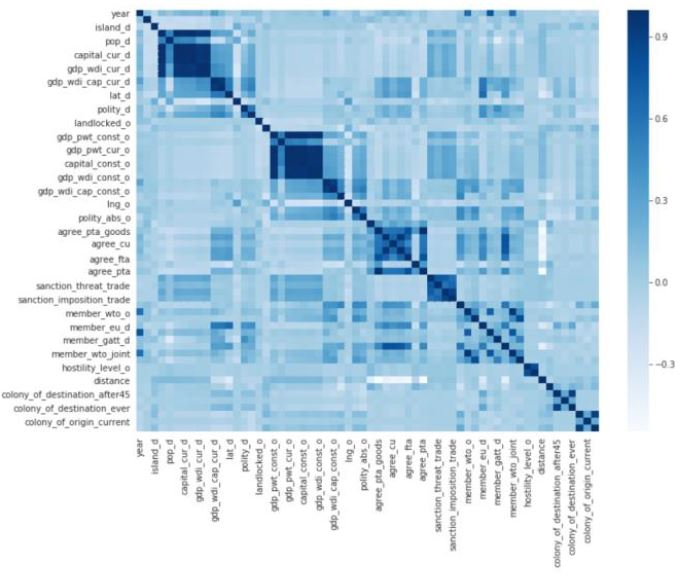 year
island_d
pop_d
capital_cur_d
gdp_wdi_cur_d
gdp_wdi_cap_cur_d
lat_d
polity_d
landlocked_o
gdp_pwt_const_o
gdp_pwt_cur_o
capital_const_o
gdp_wdi_const_o
gdp_wdi_cap_const_o
lng_o
polity_abs_o
agree_pta_goods
agree_cu
agree_fta
agree_pta
sanction_threat_trade
sanction_imposition_trade
member_wto_o
member_eu_d
member_gatt_d
member_wto_joint
hostility_level_o
distance
colony_of_destination_after45
colony_of_destination_ever
colony_of_origin_current
0.9
0.6
0.3
0.0
−0.3
year
island_d
pop_d
capital_cur_d
gdp_wdi_cur_d
gdp_wdi_cap_cur_d
lat_d
polity_d
landlocked_o
gdp_pwt_const_o
gdp_pwt_cur_o
capital_const_o
gdp_wdi_const_o
gdp_wdi_cap_const_o
lng_o
polity_abs_o
agree_pta_goods
agree_cu
agree_fta
agree_pta
sanction_threat_trade
sanction_imposition_trade
member_wto_o
member_eu_d
member_gatt_d
member_wto_joint
hostility_level_o
distance
colony_of_destination_after45
colony_of_destination_ever
colony_of_origin_current